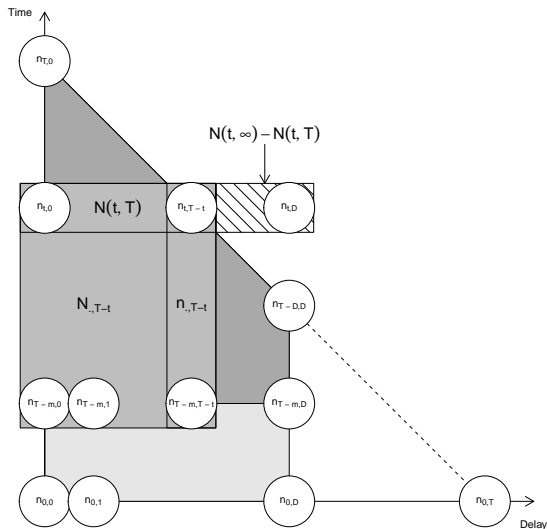 Time
n_{T,0}
N(t, ∞) – N(t, T)
n_{t,0}
N(t, T)
n_{t,T–t}
n_{t,D}
N_{.,T–t}
n_{.,T–t}
n_{T–D,D}
n_{T–m,0}
n_{T–m,1}
n_{T–m,T–t}
n_{T–m,D}
n_{0,0}
n_{0,1}
n_{0,D}
n_{0,T}
Delay